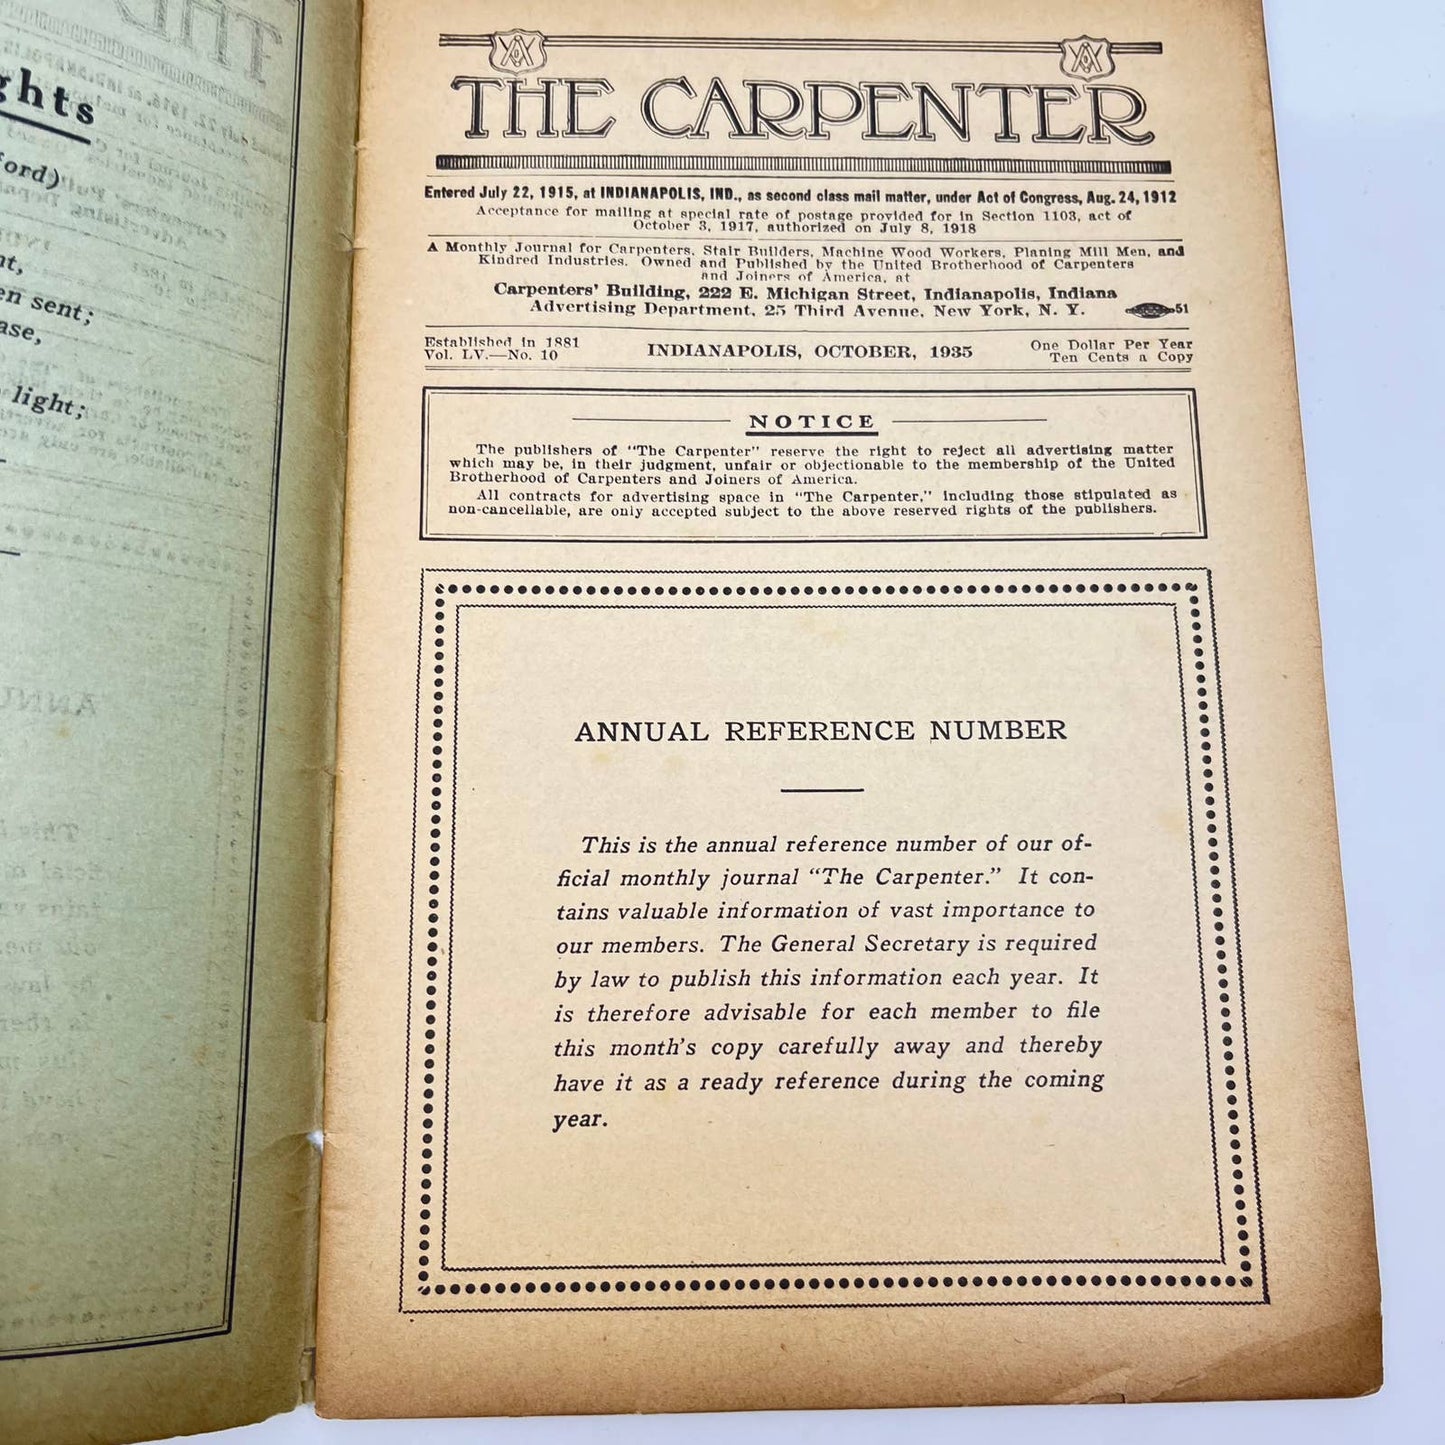 ghts
ford)
nt,
en sent;
ase,
light;
THE CARPENTER
Entered July 22, 1915, at INDIANAPOLIS, IND., as second class mail matter, under Act of Congress, Aug. 24, 1912
Acceptance for mailing at special rate of postage provided for in Section 1103, act of
October 3, 1917, authorized on July 8, 1918
A Monthly Journal for Carpenters, Stair Builders, Machine Wood Workers, Planing Mill Men, and
Kindred Industries. Owned and Published by the United Brotherhood of Carpenters
and Joiners of America, at
Carpenters' Building, 222 E. Michigan Street, Indianapolis, Indiana
Advertising Department, 25 Third Avenue, New York, N. Y. 51
Established in 1881
Vol. LV.—No. 10
INDIANAPOLIS, OCTOBER, 1935
One Dollar Per Year
Ten Cents a Copy
NOTICE
The publishers of "The Carpenter" reserve the right to reject all advertising matter
which may be, in their judgment, unfair or objectionable to the membership of the United
Brotherhood of Carpenters and Joiners of America.
All contracts for advertising space in "The Carpenter," including those stipulated as
non-cancellable, are only accepted subject to the above reserved rights of the publishers.
ANNUAL REFERENCE NUMBER
This is the annual reference number of our of-
ficial monthly journal "The Carpenter." It con-
tains valuable information of vast importance to
our members. The General Secretary is required
by law to publish this information each year. It
is therefore advisable for each member to file
this month's copy carefully away and thereby
have it as a ready reference during the coming
year.